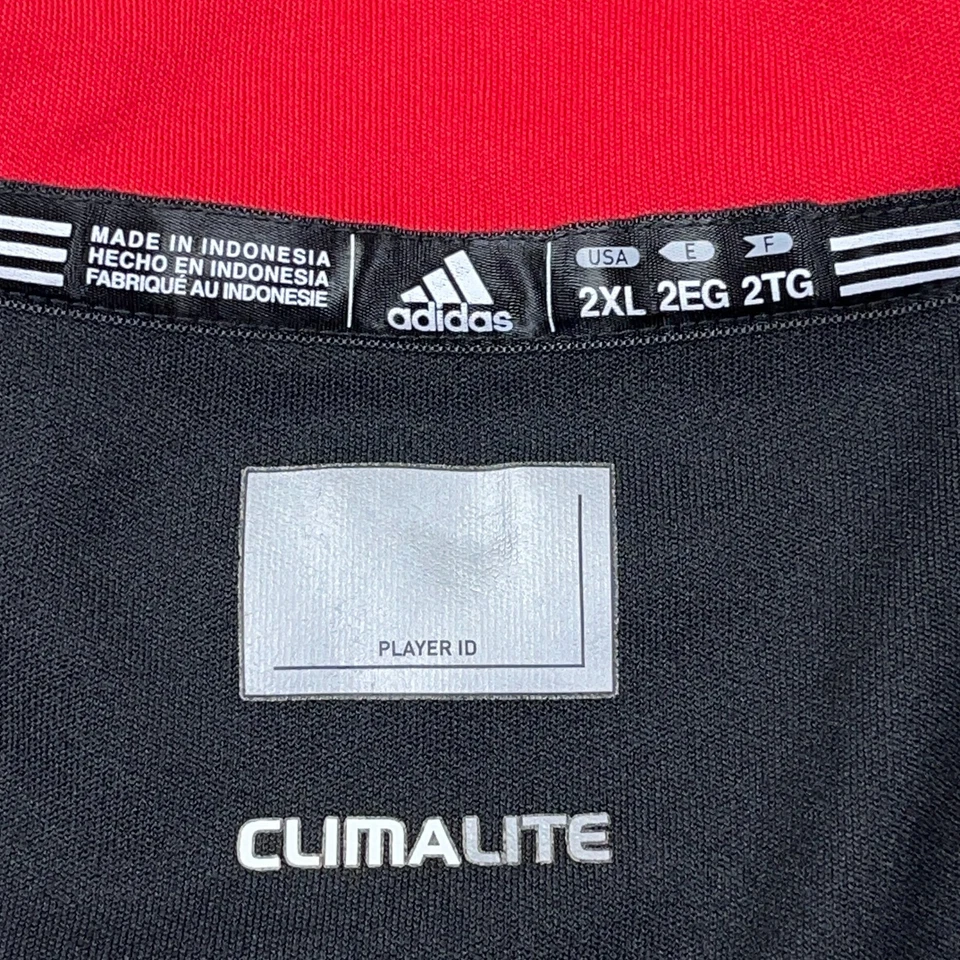 MADE IN INDONESIA
HECHO EN INDONESIA
FABRIQUÉ AU INDONESIE
adidas
USA E F
2XL 2EG 2TG
PLAYER ID
CLIMALITE